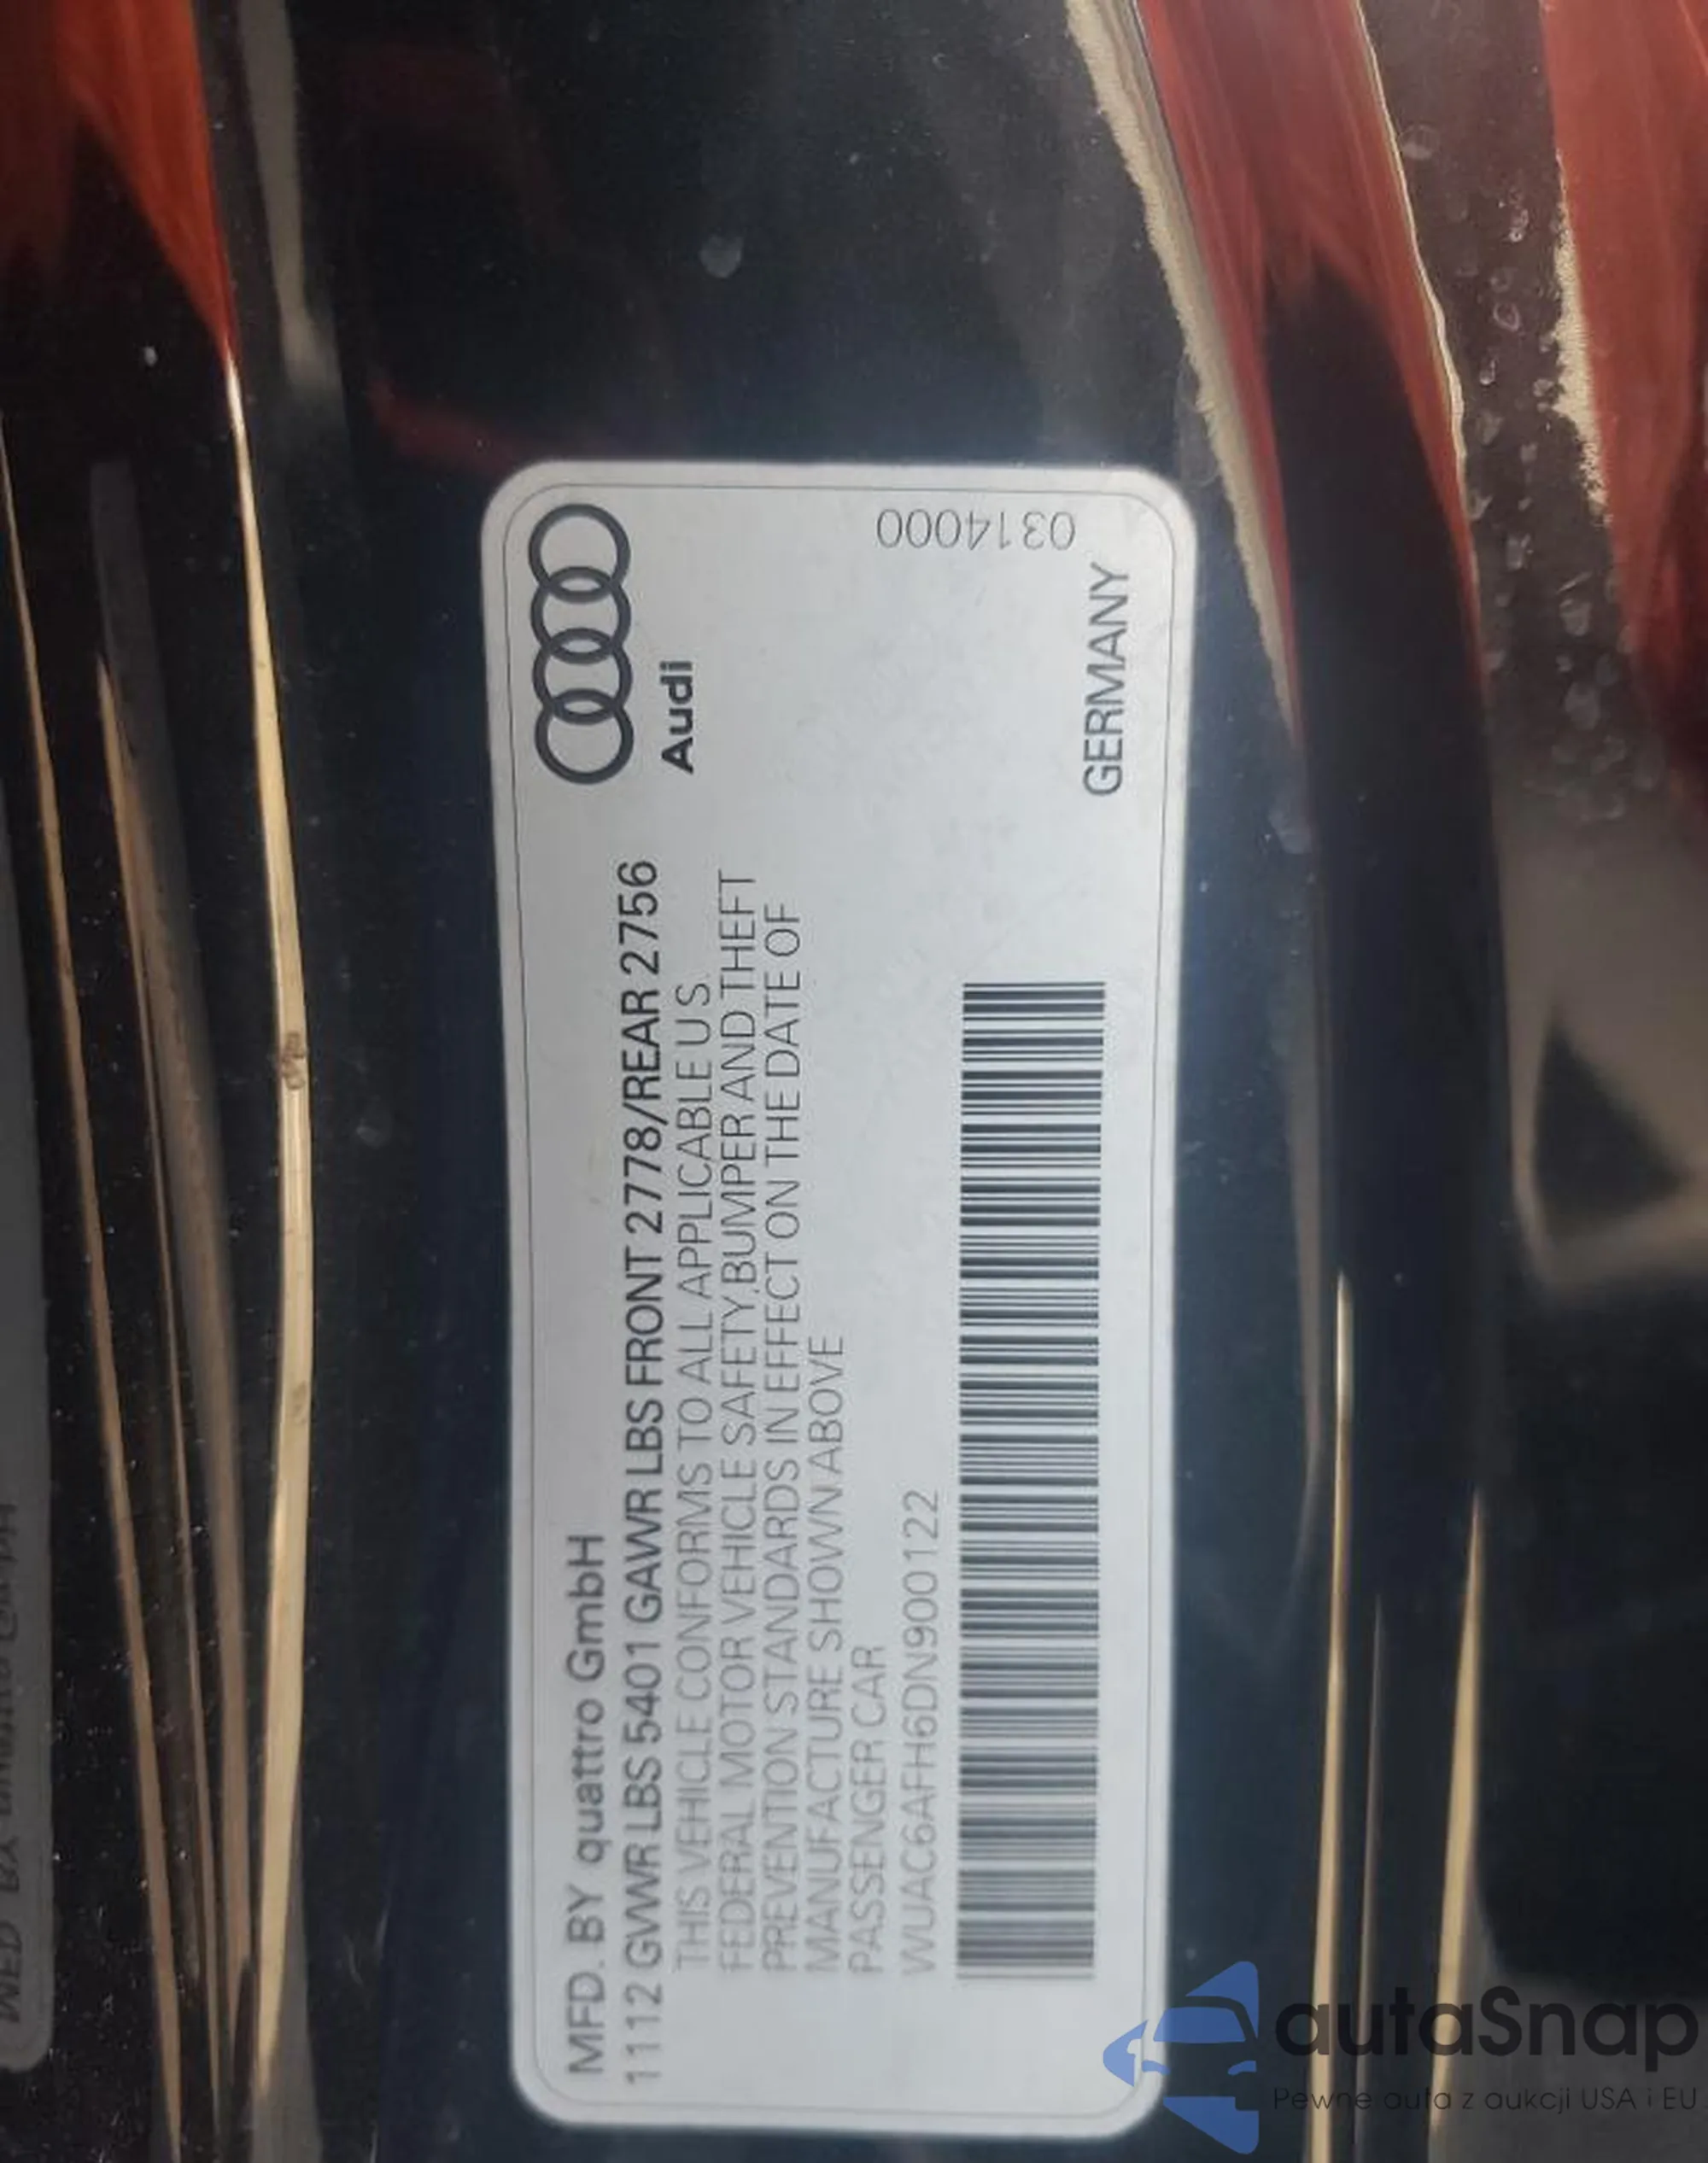 MFD. BY quattro GmbH
1112 GVWR LBS 5401 GAWR LBS FRONT 2778/REAR 2756
THIS VEHICLE CONFORMS TO ALL APPLICABLE U S.
FEDERAL MOTOR VEHICLE SAFETY,BUMPER AND THEFT
PREVENTION STANDARDS IN EFFECT ON THE DATE OF
MANUFACTURE SHOWN ABOVE
PASSENGER CAR
WUAC6AFH6DN900122
Audi
GERMANY
0314000
autaSnap
Pewne auta z aukcji USA i EU